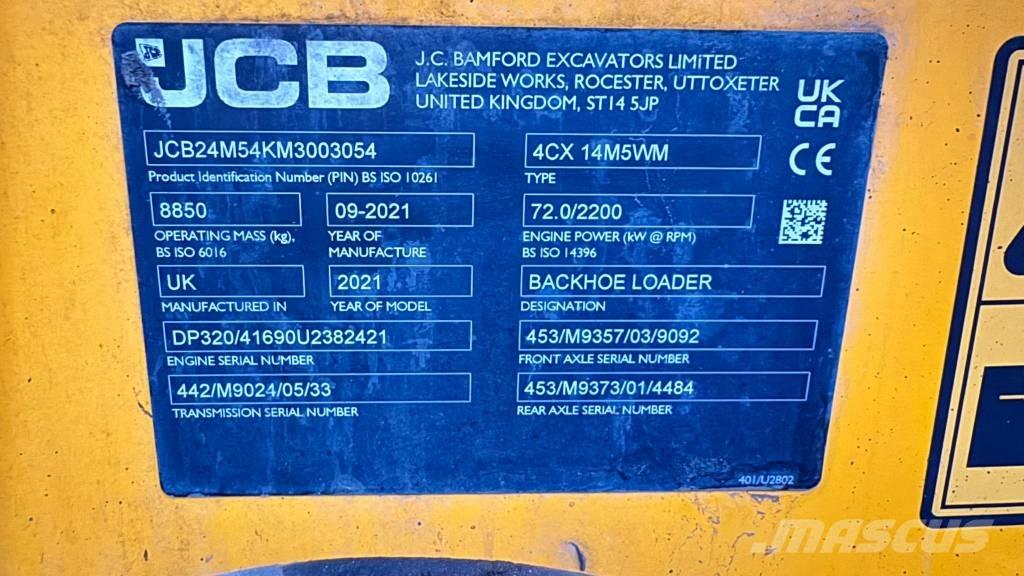 JCB
J.C. BAMFORD EXCAVATORS LIMITED
LAKESIDE WORKS, ROCESTER, UTTOXETER
UNITED KINGDOM, ST14 5JP
UK
CA
CE
JCB24M54KM3003054
Product Identification Number (PIN) BS ISO 10261
4CX 14M5WM
TYPE
8850
OPERATING MASS (kg),
BS ISO 6016
09-2021
YEAR OF
MANUFACTURE
72.0/2200
ENGINE POWER (kW @ RPM)
BS ISO 14396
UK
MANUFACTURED IN
2021
YEAR OF MODEL
BACKHOE LOADER
DESIGNATION
DP320/41690U2382421
ENGINE SERIAL NUMBER
453/M9357/03/9092
FRONT AXLE SERIAL NUMBER
442/M9024/05/33
TRANSMISSION SERIAL NUMBER
453/M9373/01/4484
REAR AXLE SERIAL NUMBER
401/U2802
MASCUS